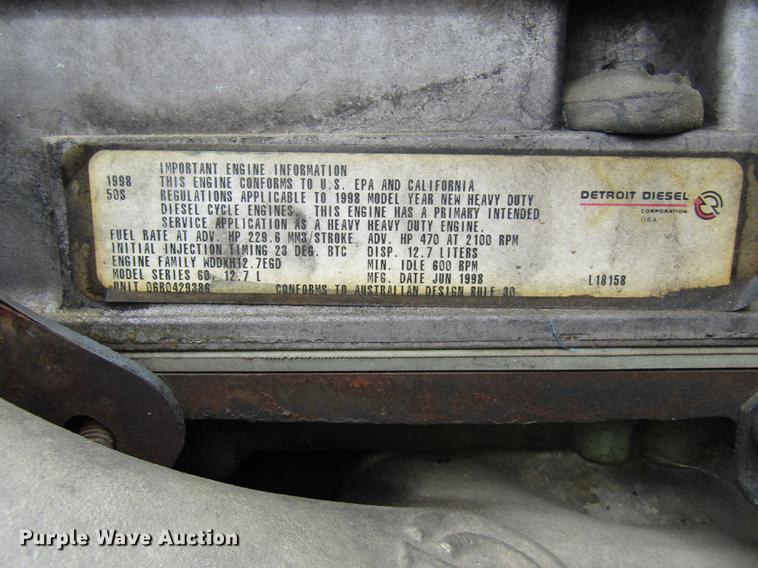 IMPORTANT ENGINE INFORMATION
1998 THIS ENGINE CONFORMS TO U.S. EPA AND CALIFORNIA
50S REGULATIONS APPLICABLE TO 1998 MODEL YEAR NEW HEAVY DUTY
DIESEL CYCLE ENGINES. THIS ENGINE HAS A PRIMARY INTENDED
SERVICE APPLICATION AS A HEAVY HEAVY DUTY ENGINE.
FUEL RATE AT ADV. HP 229.6 MM3/STROKE ADV. HP 470 AT 2100 RPM
INITIAL INJECTION TIMING 23 DEG. BTC DISP. 12.7 LITERS
ENGINE FAMILY WDDXH12.7EGD MIN. IDLE 600 RPM
MODEL SERIES 60, 12.7 L MFG. DATE JUN 1998
UNIT 06R0429386 CONFORMS TO AUSTRALIAN DESIGN RULE 30
DETROIT DIESEL
CORPORATION
USA
L18158
Purple Wave Auction